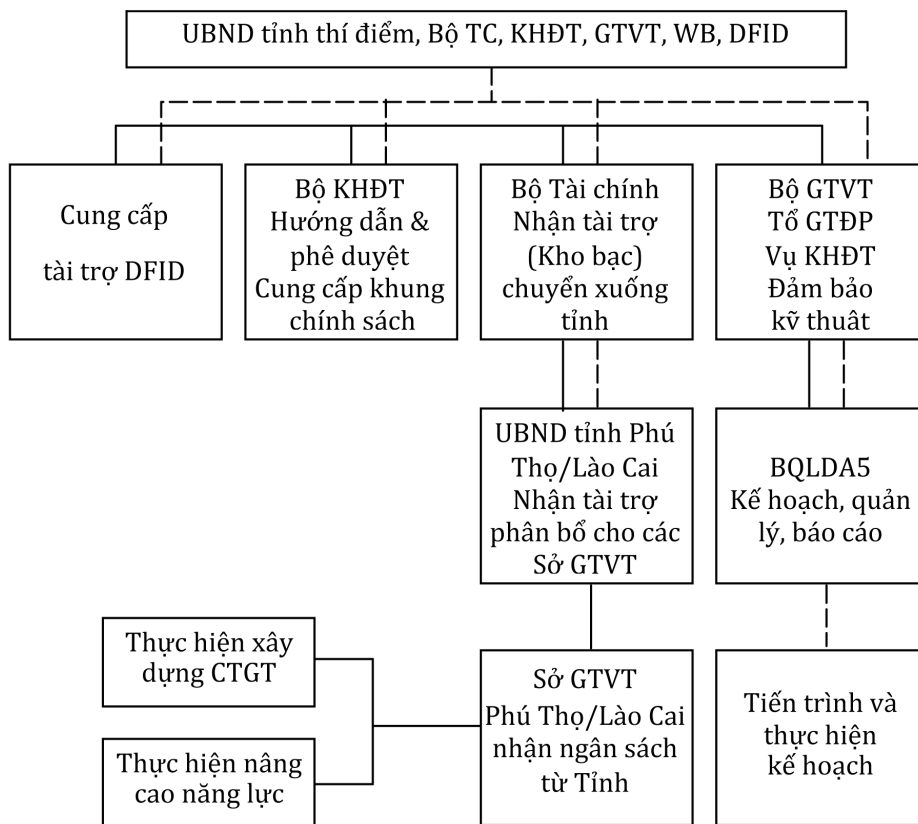 UBND tỉnh thí điểm, Bộ TC, KHĐT, GTVT, WB, DFID
Cung cấp
tài trợ DFID
Bộ KHĐT
Hướng dẫn &
phê duyệt
Cung cấp khung
chính sách
Bộ Tài chính
Nhận tài trợ
(Kho bạc)
chuyển xuống
tỉnh
Bộ GTVT
Tổ GTĐP
Vụ KHĐT
Đảm bảo
kỹ thuật
UBND tỉnh Phú
Thọ/Lào Cai
Nhận tài trợ
phân bổ cho các
Sở GTVT
BQLDA5
Kế hoạch, quản
lý, báo cáo
Thực hiện xây
dựng CTGT
Thực hiện nâng
cao năng lực
Sở GTVT
Phú Thọ/Lào Cai
nhận ngân sách
từ Tỉnh
Tiến trình và
thực hiện
kế hoạch